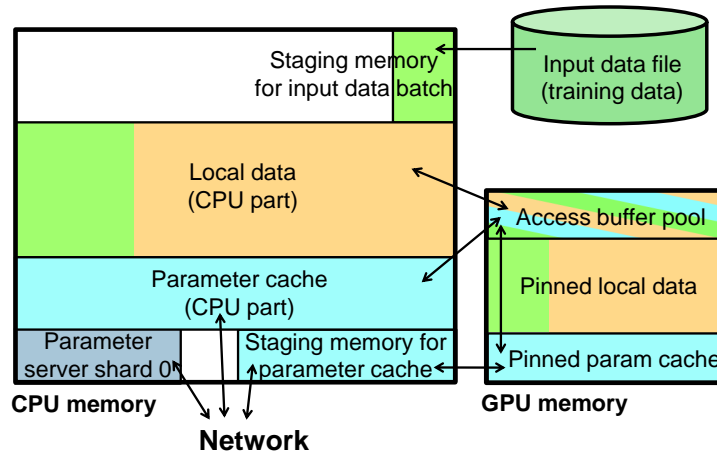 Staging memory
for input data batch
Input data file
(training data)
Local data
(CPU part)
Access buffer pool
Pinned local data
Parameter cache
(CPU part)
Parameter
server shard 0
Staging memory for
parameter cache
Pinned param cache
CPU memory
GPU memory
Network